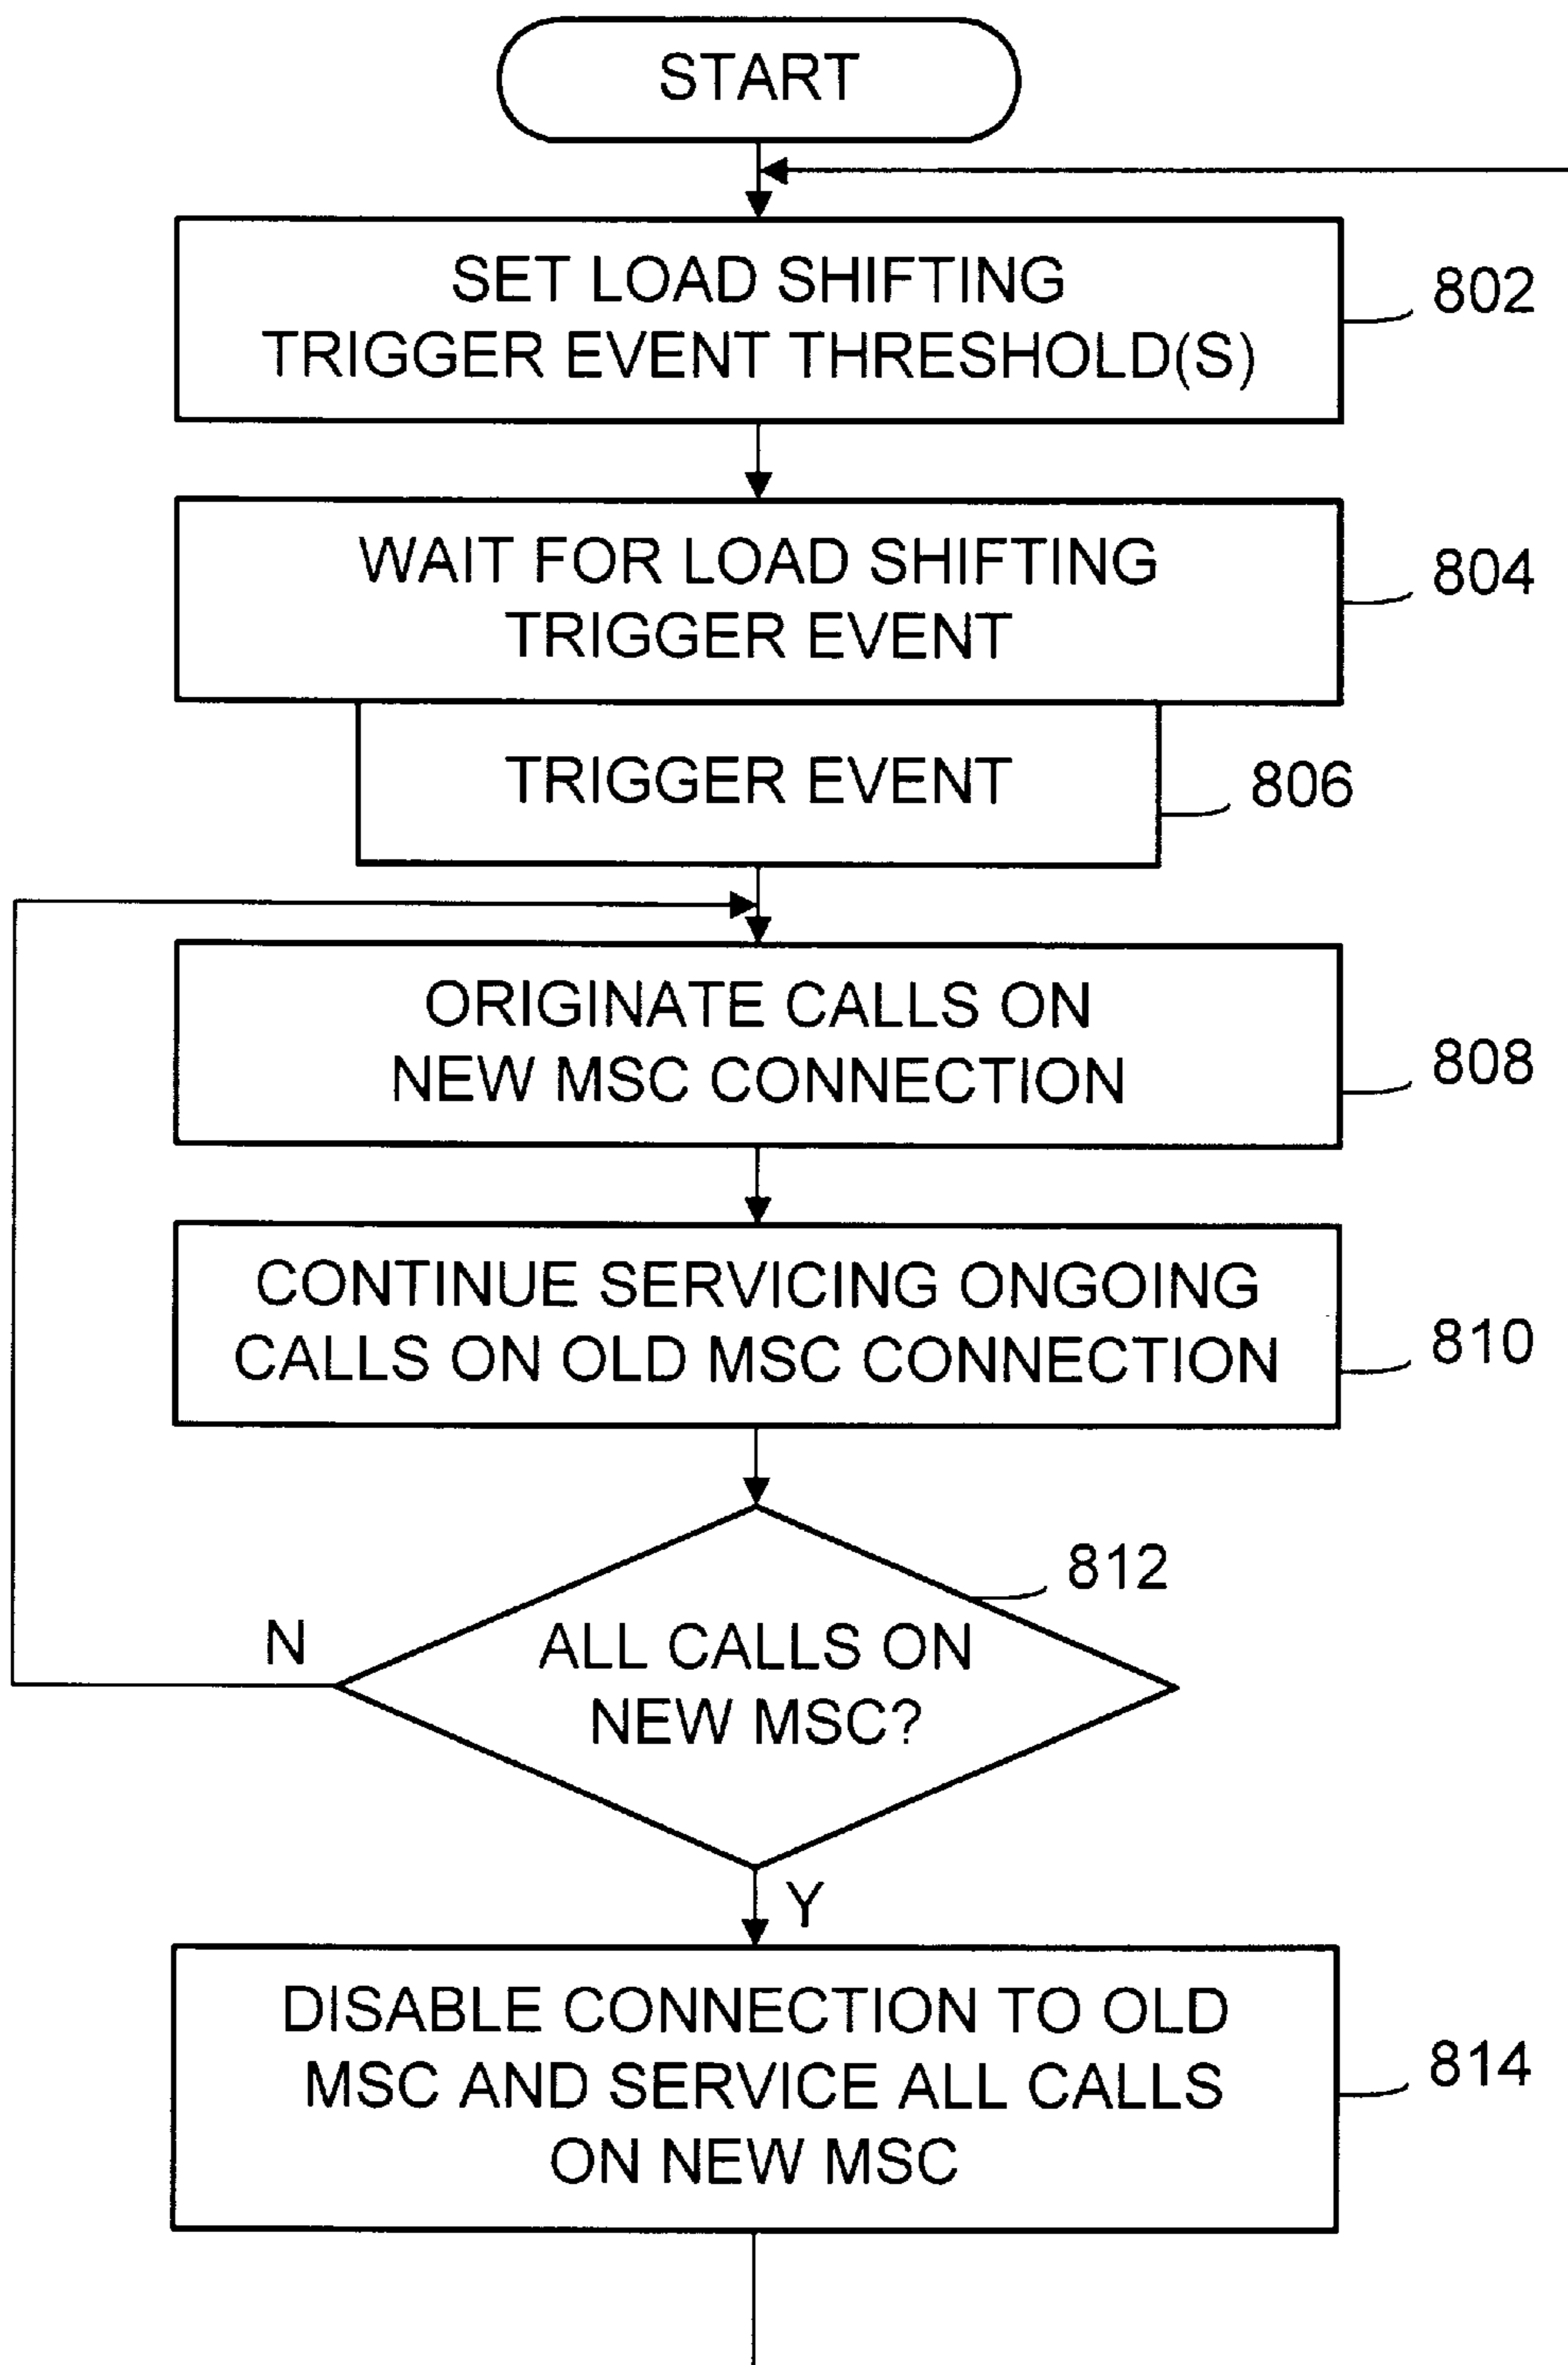 START
SET LOAD SHIFTING
TRIGGER EVENT THRESHOLD(S)
802
WAIT FOR LOAD SHIFTING
TRIGGER EVENT
804
TRIGGER EVENT
806
ORIGINATE CALLS ON
NEW MSC CONNECTION
808
CONTINUE SERVICING ONGOING
CALLS ON OLD MSC CONNECTION
810
812
N
ALL CALLS ON
NEW MSC?
Y
DISABLE CONNECTION TO OLD
MSC AND SERVICE ALL CALLS
ON NEW MSC
814